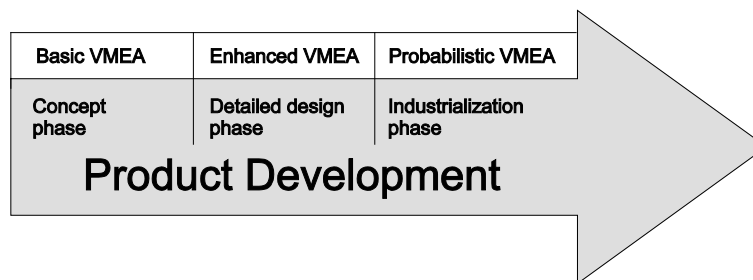 Basic VMEA
Enhanced VMEA
Probabilistic VMEA
Concept
phase
Detailed design
phase
Industrialization
phase
Product Development